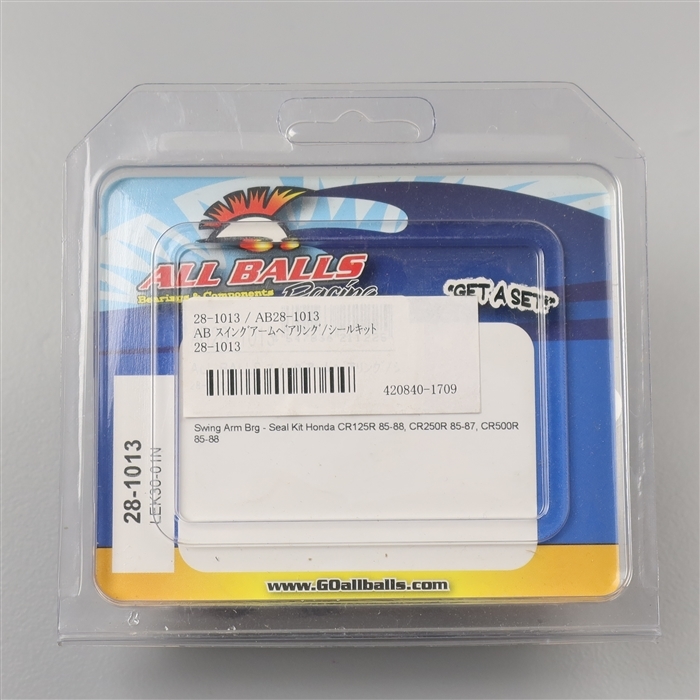 ALL BALLS
Bearings & Components Racing
"GET A SET!"
28-1013 / AB28-1013
AB スイングアームベアリング/シールキット
28-1013
420840-1709
Swing Arm Brg - Seal Kit Honda CR125R 85-88, CR250R 85-87, CR500R
85-88
28-1013
LEK30-01N
www.GOallballs.com